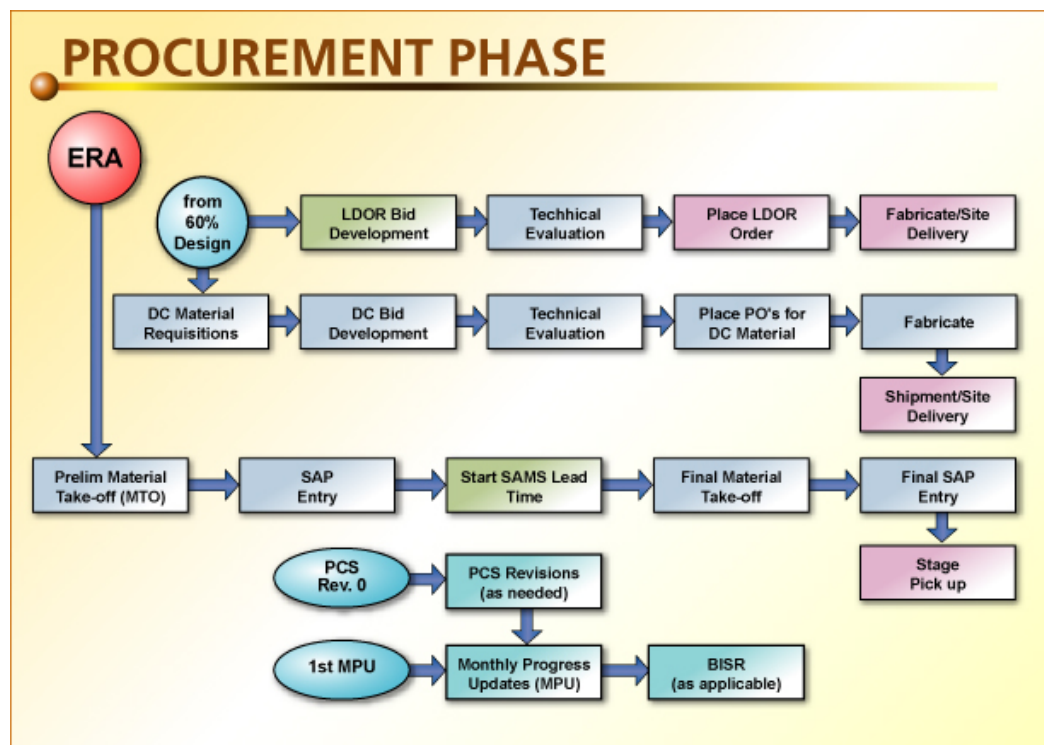 PROCUREMENT PHASE
ERA
from
60%
Design
LDOR Bid
Development
Techhical
Evaluation
Place LDOR
Order
Fabricate/Site
Delivery
DC Material
Requisitions
DC Bid
Development
Technical
Evaluation
Place PO's for
DC Material
Fabricate
Shipment/Site
Delivery
Prelim Material
Take-off (MTO)
SAP
Entry
Start SAMS Lead
Time
Final Material
Take-off
Final SAP
Entry
Stage
Pick up
PCS
Rev. 0
PCS Revisions
(as needed)
1st MPU
Monthly Progress
Updates (MPU)
BISR
(as applicable)